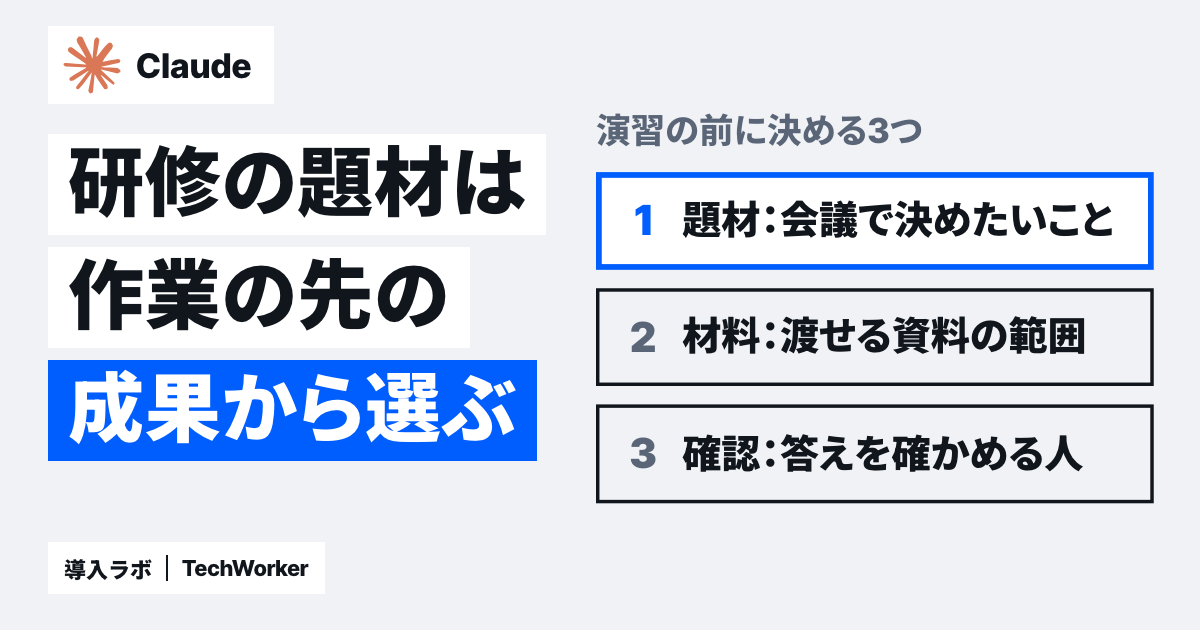 Claude
研修の題材は
作業の先の
成果から選ぶ
演習の前に決める3つ
1 題材：会議で決めたいこと
2 材料：渡せる資料の範囲
3 確認：答えを確かめる人
導入ラボ | TechWorker